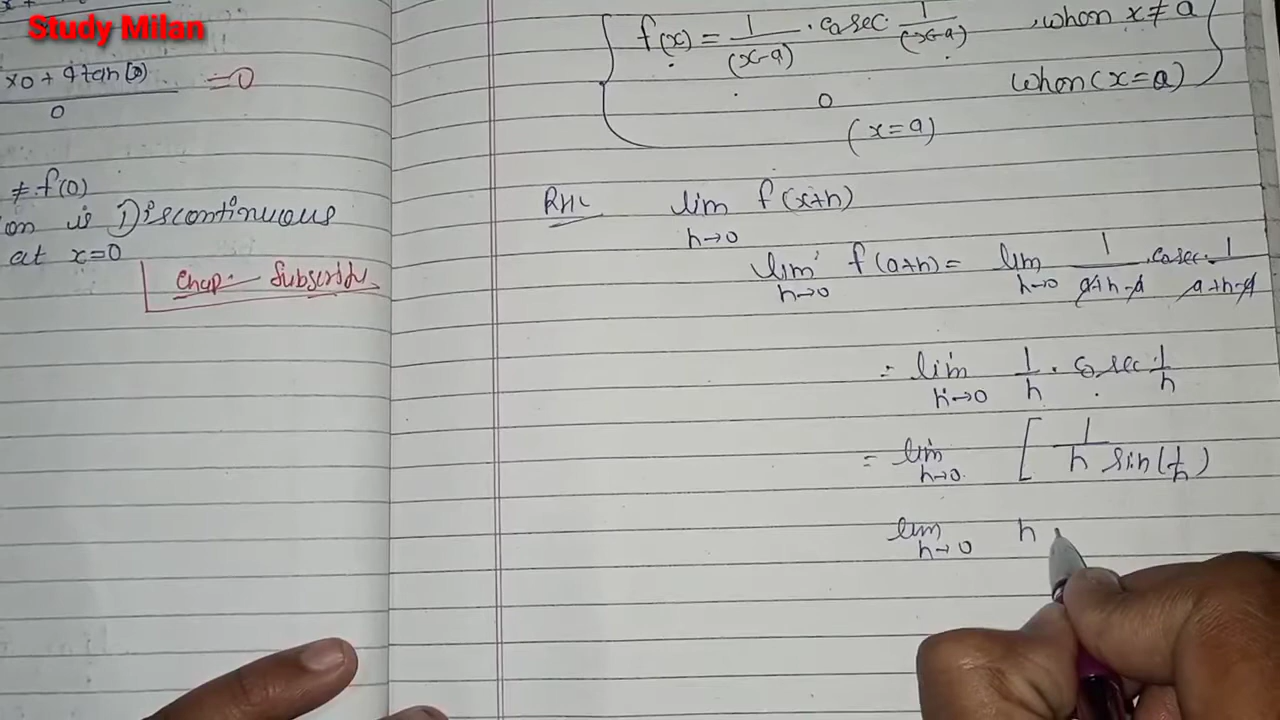 Study Milan
x0 + 9tan(0)
0
=0
≠ f(0)
on is Discontinuous
at x=0
Chap:- Subscribe
f(x) = 1/(x-a) . cosec 1/(x-a) , when x ≠ a
0 when (x=a)
(x=a)
RHL lim f(x+h)
h→0
lim f(a+h) = lim 1/(a+h-a) . cosec . 1/(a+h-a)
h→0 h→0
= lim 1/h . cosec 1/h
h→0
= lim [ 1/(h sin(1/h))
h→0
lim h
h→0